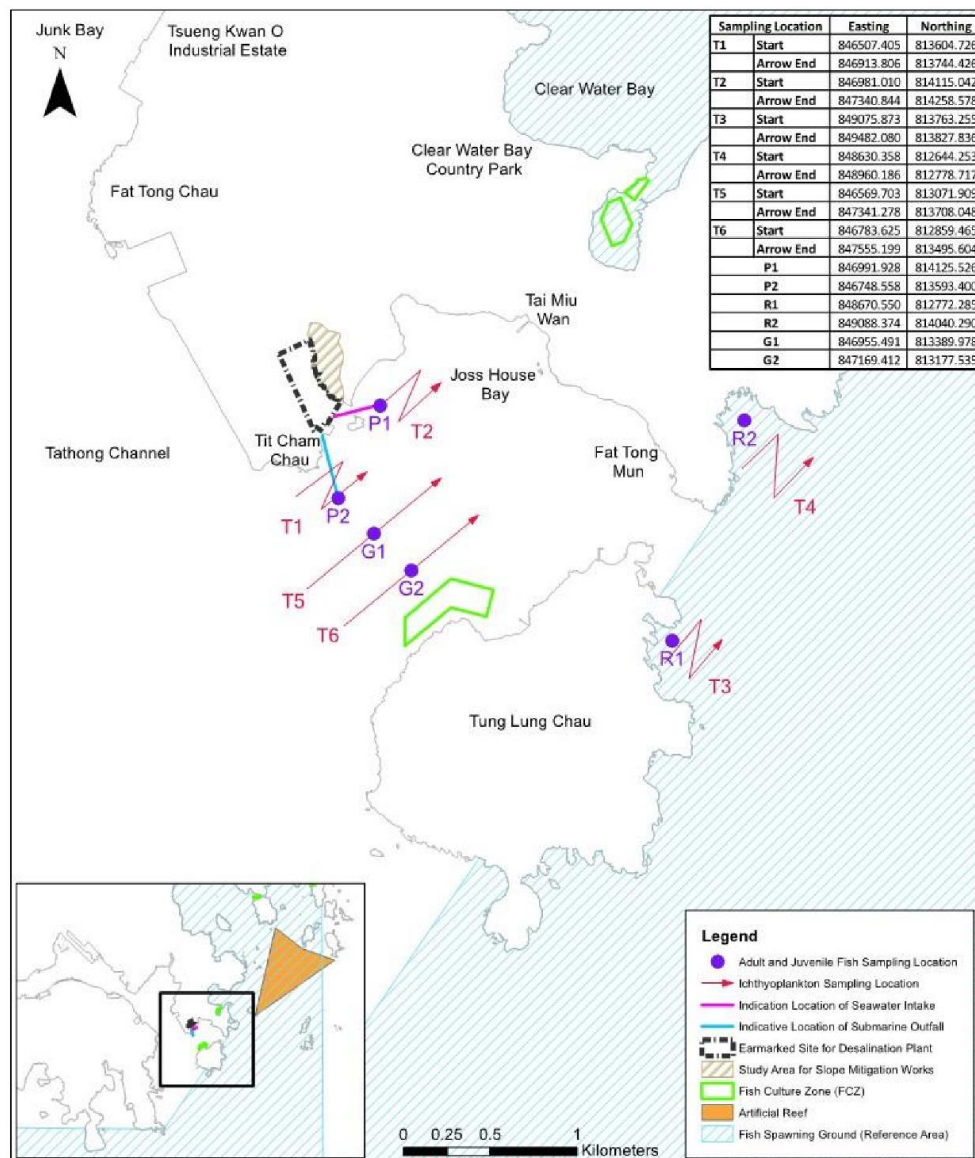 Junk Bay
N
Tseung Kwan O
Industrial Estate
Clear Water Bay
Clear Water Bay
Country Park
Fat Tong Chau
Tai Miu
Wan
Joss House
Bay
P1
T2
Tit Cham
Chau
Tathong Channel
Fat Tong
Mun
R2
T4
T1
P2
G1
G2
T5
T6
R1
T3
Tung Lung Chau
Sampling Location Easting Northing
T1 Start 846507.405 813604.726
Arrow End 846913.806 813744.426
T2 Start 846981.010 814115.042
Arrow End 847340.844 814258.578
T3 Start 849075.873 813763.255
Arrow End 849482.080 813827.836
T4 Start 848630.358 812644.253
Arrow End 848960.186 812778.717
T5 Start 846569.703 813071.909
Arrow End 847341.278 813708.048
T6 Start 846783.625 812859.465
Arrow End 847555.199 813495.604
P1 846991.928 814125.526
P2 846748.558 813593.400
R1 848670.550 812772.285
R2 849088.374 814040.290
G1 846955.491 813389.978
G2 847169.412 813177.535
Legend
Adult and Juvenile Fish Sampling Location
Ichthyoplankton Sampling Location
Indication Location of Seawater Intake
Indicative Location of Submarine Outfall
Earmarked Site for Desalination Plant
Study Area for Slope Mitigation Works
Fish Culture Zone (FCZ)
Artificial Reef
Fish Spawning Ground (Reference Area)
0 0.25 0.5 1
Kilometers